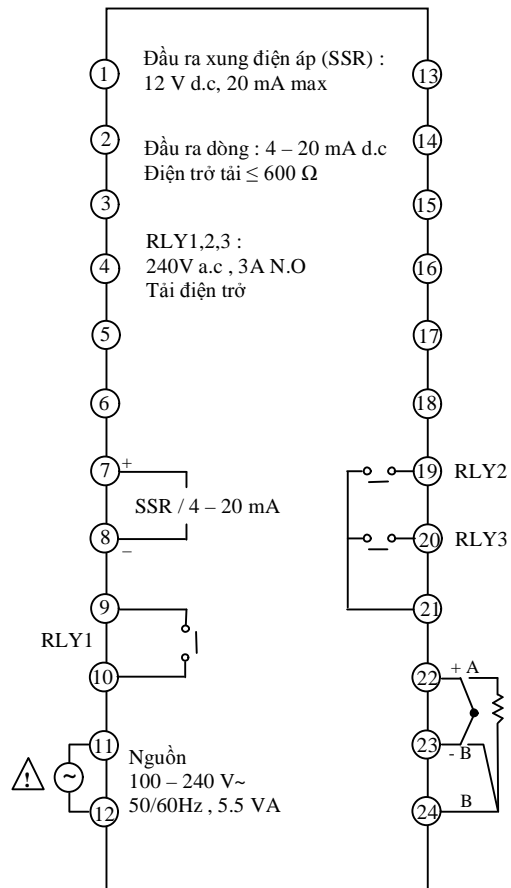 1
Đầu ra xung điện áp (SSR) :
12 V d.c, 20 mA max
13
2
Đầu ra dòng : 4 – 20 mA d.c
Điện trở tải ≤ 600 Ω
14
3
15
RLY1,2,3 :
240V a.c , 3A N.O
Tải điện trở
4
16
5
17
6
18
7
+
SSR / 4 – 20 mA
8
–
19
RLY2
20
RLY3
9
RLY1
10
21
22
+ A
11
Nguồn
100 – 240 V~
50/60Hz , 5.5 VA
!
~
12
23
- B
24
B